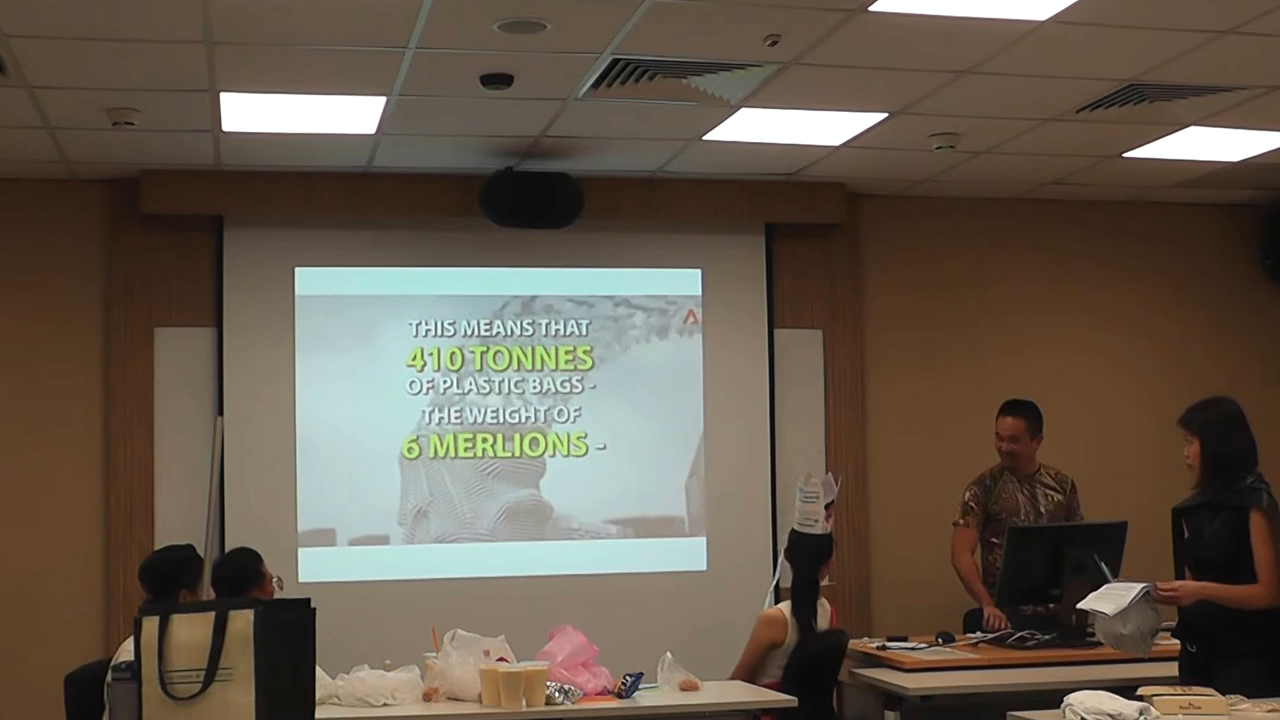 THIS MEANS THAT
410 TONNES
OF PLASTIC BAGS -
THE WEIGHT OF
6 MERLIONS -